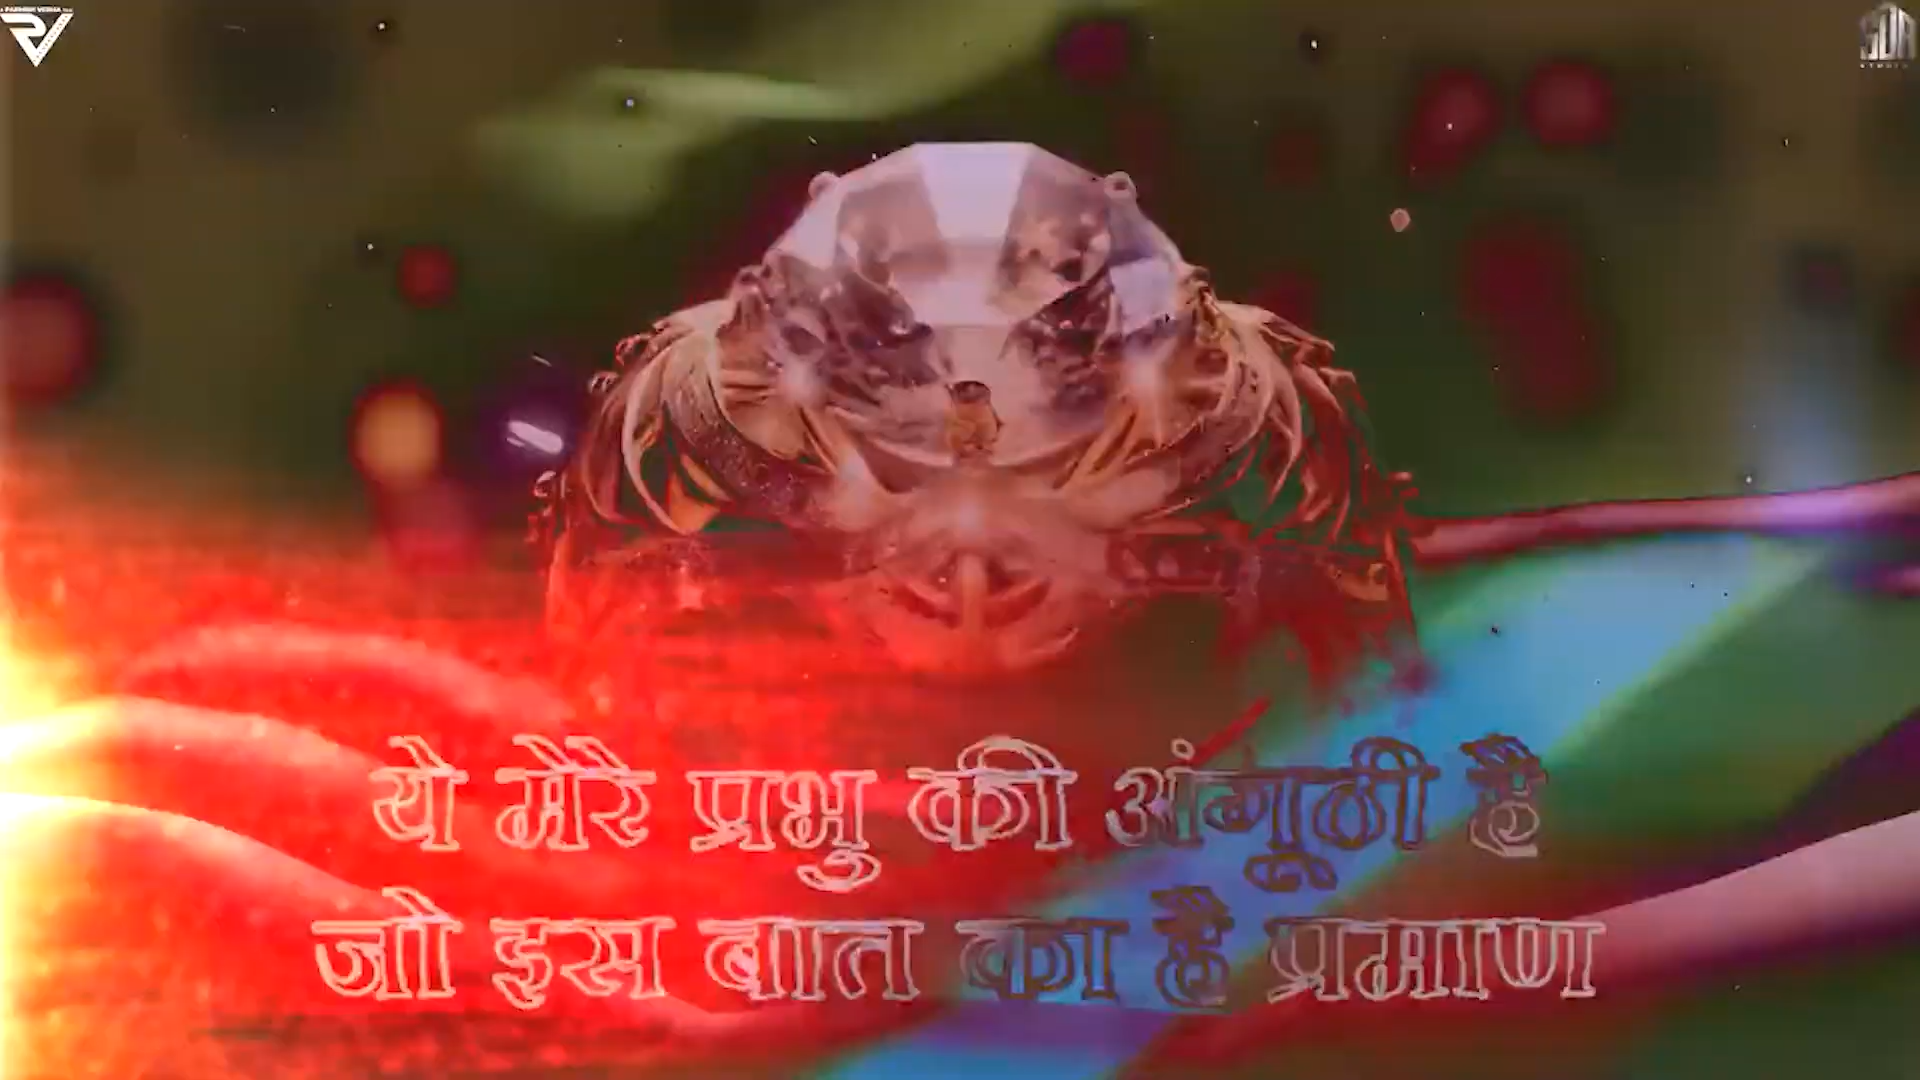 ये मेरे प्रभु की अंगूठी है
जो इस बात का है प्रमाण